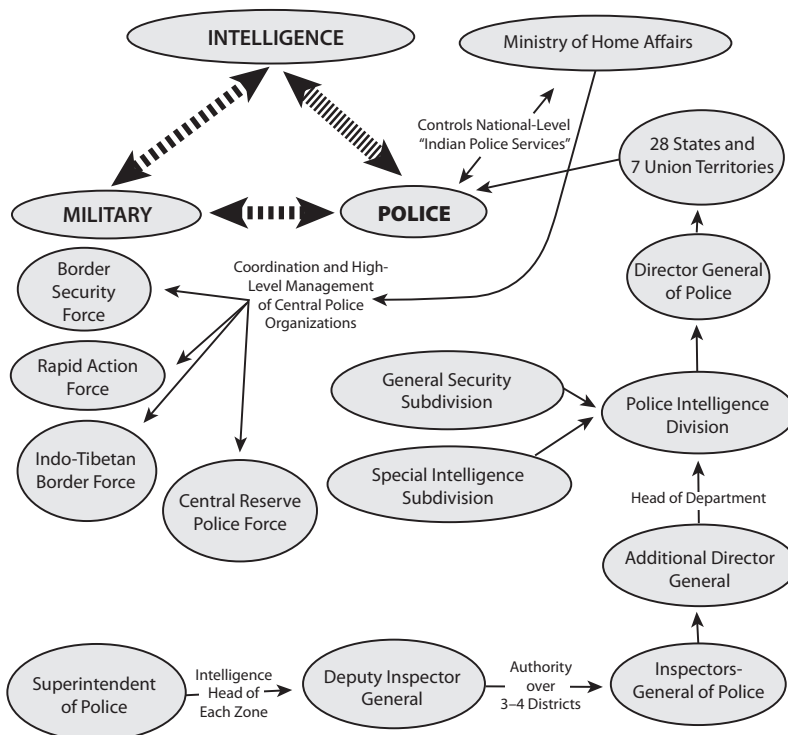 INTELLIGENCE
Ministry of Home Affairs
Controls National-Level
“Indian Police Services”
28 States and
7 Union Territories
MILITARY
POLICE
Border
Security
Force
Coordination and High-
Level Management
of Central Police
Organizations
Director General
of Police
Rapid Action
Force
General Security
Subdivision
Police Intelligence
Division
Indo-Tibetan
Border Force
Special Intelligence
Subdivision
Central Reserve
Police Force
Head of Department
Additional Director
General
Superintendent
of Police
Intelligence
Head of
Each Zone
Deputy Inspector
General
Authority
over
3–4 Districts
Inspectors-
General of Police